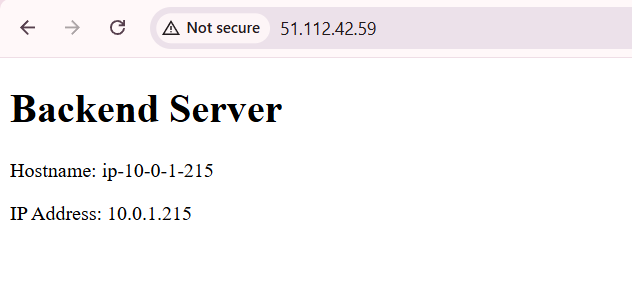 Not secure 51.112.42.59
Backend Server
Hostname: ip-10-0-1-215
IP Address: 10.0.1.215